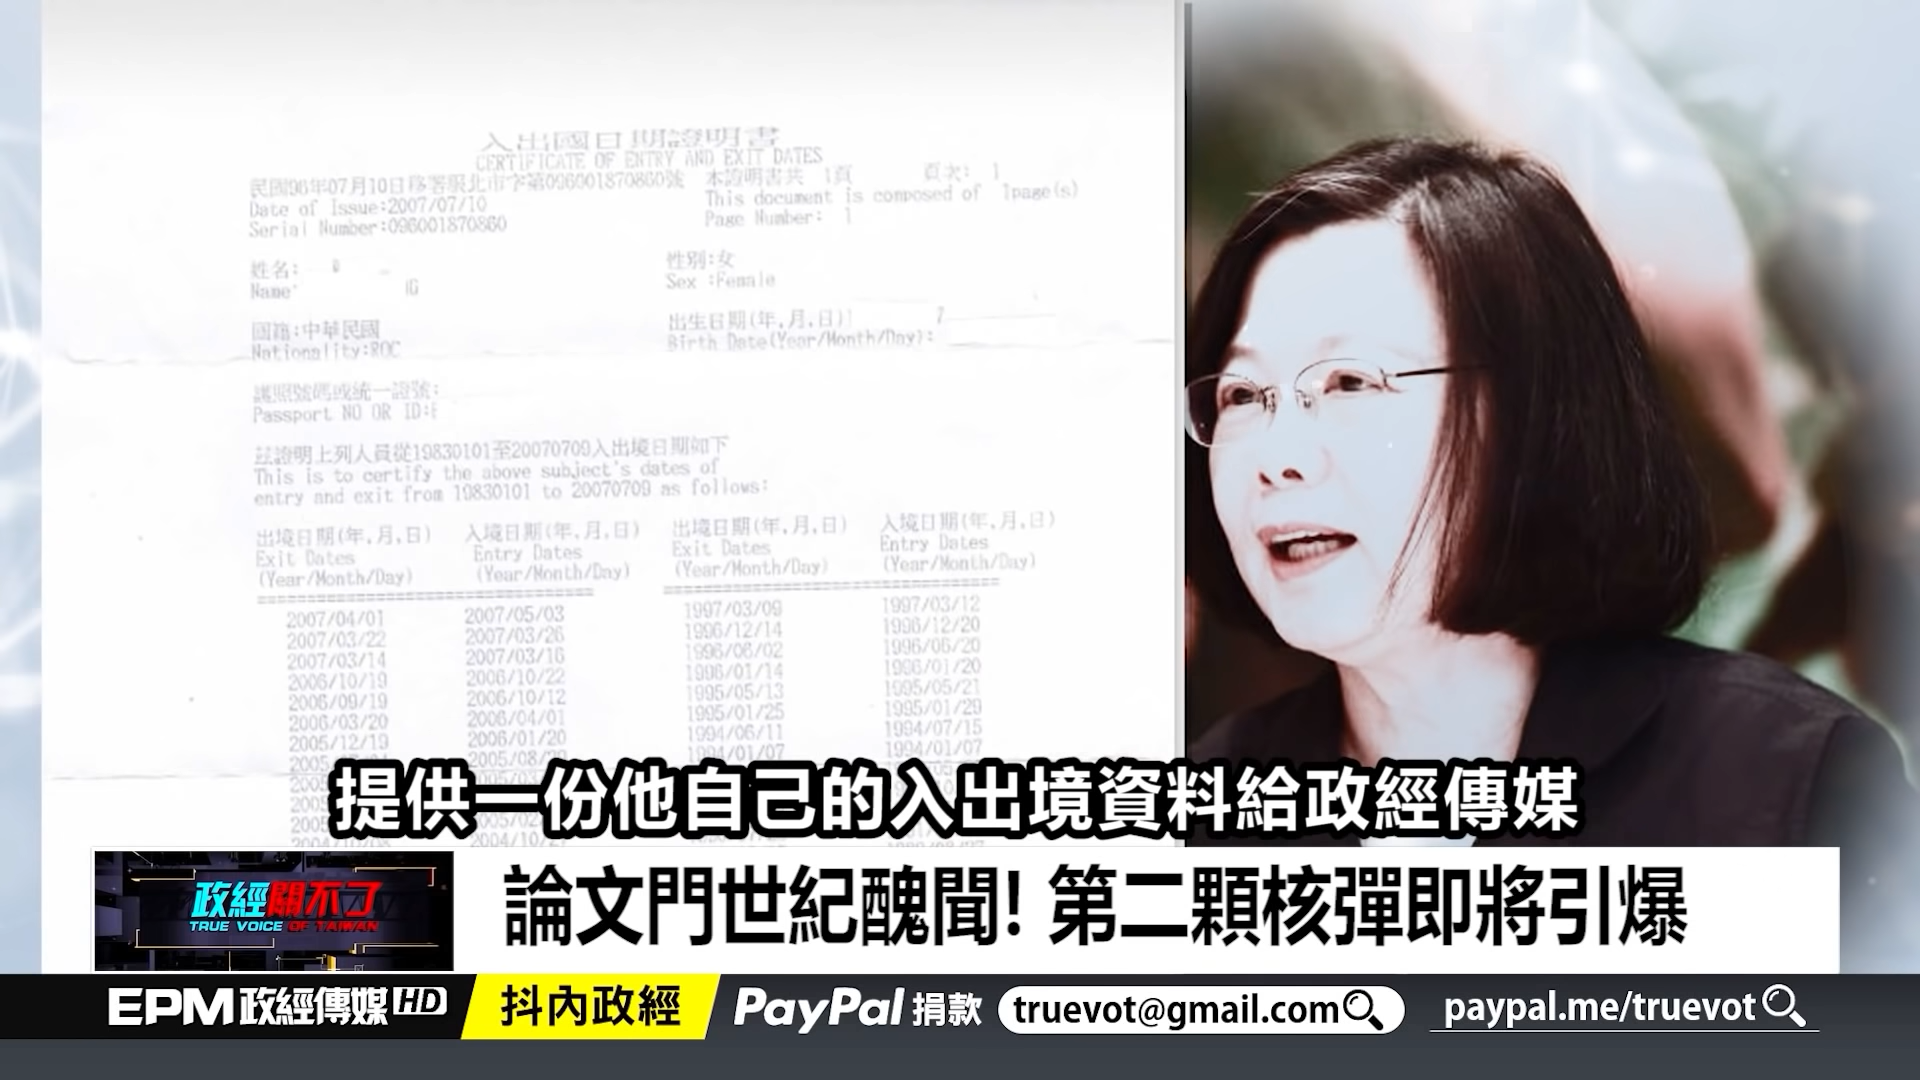 入出國日期證明書
CERTIFICATE OF ENTRY AND EXIT DATES
民國96年07月10日移署服北市字第096001870860號 本證明書共 1頁 頁次: 1
Date of Issue:2007/07/10 This document is composed of 1page(s)
Serial Number:096001870860 Page Number: 1
姓名: 性別:女
Name Sex :Female
國籍:中華民國 出生日期(年,月,日)
Nationality:ROC Birth Date(Year/Month/Day):
護照號碼或統一證號:
Passport NO OR ID:
茲證明上列人員從19830101至20070709入出境日期如下
This is to certify the above subject's dates of
entry and exit from 19830101 to 20070709 as follows:
出境日期(年,月,日) 入境日期(年,月,日) 出境日期(年,月,日) 入境日期(年,月,日)
Exit Dates Entry Dates Exit Dates Entry Dates
(Year/Month/Day) (Year/Month/Day) (Year/Month/Day) (Year/Month/Day)
2007/04/01 2007/05/03 1997/03/09 1997/03/12
2007/03/22 2007/03/26 1996/12/14 1996/12/20
2007/03/14 2007/03/16 1996/06/02 1996/06/20
2006/10/19 2006/10/22 1996/01/14 1996/01/20
2006/09/19 2006/10/12 1995/05/13 1995/05/21
2006/03/20 2006/04/01 1995/01/25 1995/01/29
2005/12/19 2006/01/20 1994/06/11 1994/07/15
1994/01/07 1994/01/07
提供一份他自己的入出境資料給政經傳媒
政經關不了
TRUE VOICE OF TAIWAN
論文門世紀醜聞! 第二顆核彈即將引爆
EPM政經傳媒HD 抖內政經 PayPal 捐款 truevot@gmail.com paypal.me/truevot